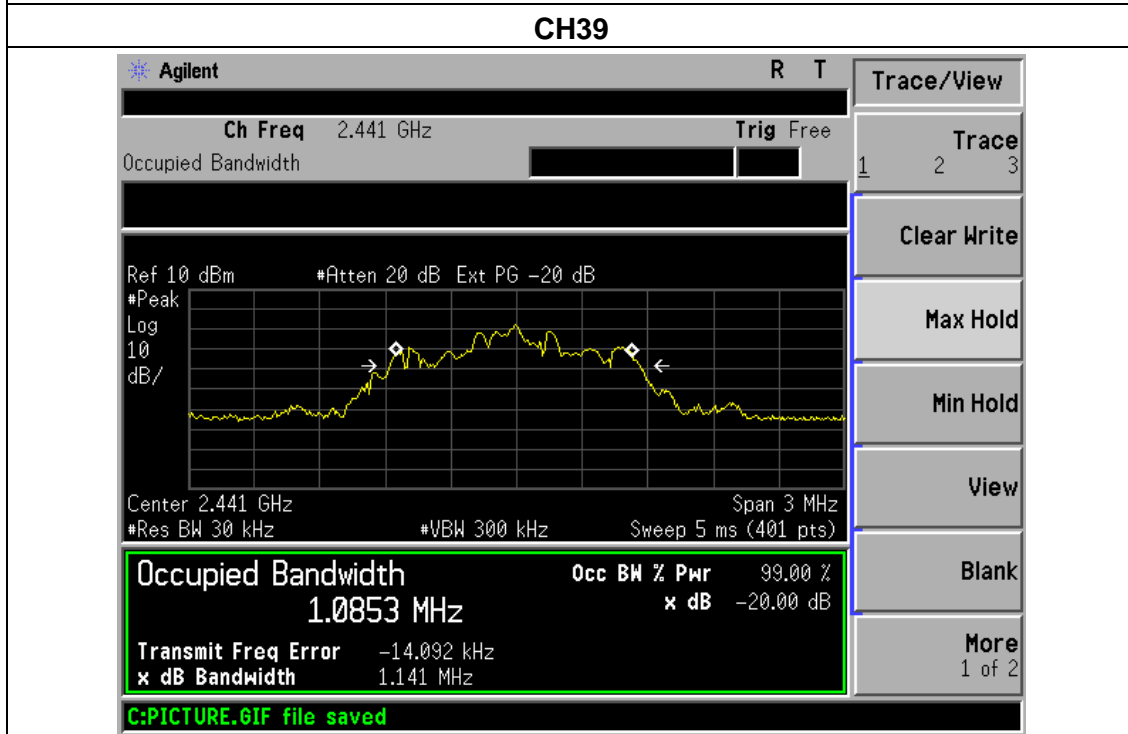 CH39
Agilent R T
Trace/View
Ch Freq 2.441 GHz Trig Free
Occupied Bandwidth
Trace
1 2 3
Clear Write
Ref 10 dBm #Atten 20 dB Ext PG -20 dB
#Peak
Log
10
dB/
Max Hold
Min Hold
View
Center 2.441 GHz Span 3 MHz
#Res BW 30 kHz #VBW 300 kHz Sweep 5 ms (401 pts)
Occupied Bandwidth Occ BW % Pwr 99.00 %
1.0853 MHz x dB -20.00 dB
Blank
Transmit Freq Error -14.092 kHz
x dB Bandwidth 1.141 MHz
More
1 of 2
C:PICTURE.GIF file saved